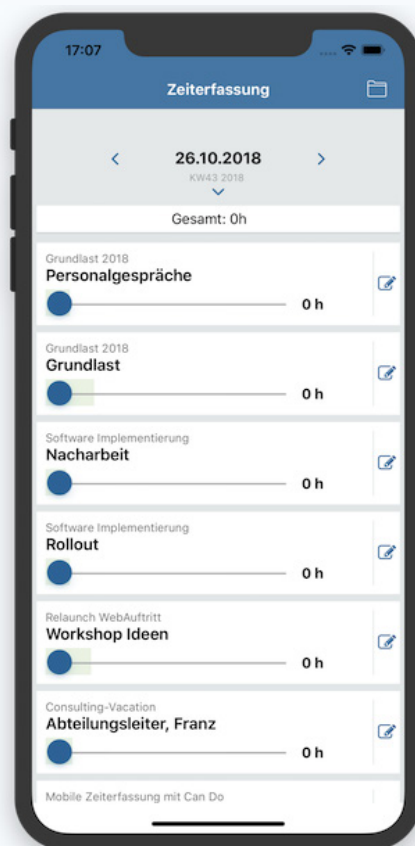 17:07
Zeiterfassung
26.10.2018
KW43 2018
Gesamt: 0h
Grundlast 2018
Personalgespräche
0 h
Grundlast 2018
Grundlast
0 h
Software Implementierung
Nacharbeit
0 h
Software Implementierung
Rollout
0 h
Relaunch WebAuftritt
Workshop Ideen
0 h
Consulting-Vacation
Abteilungsleiter, Franz
0 h
Mobile Zeiterfassung mit Can Do